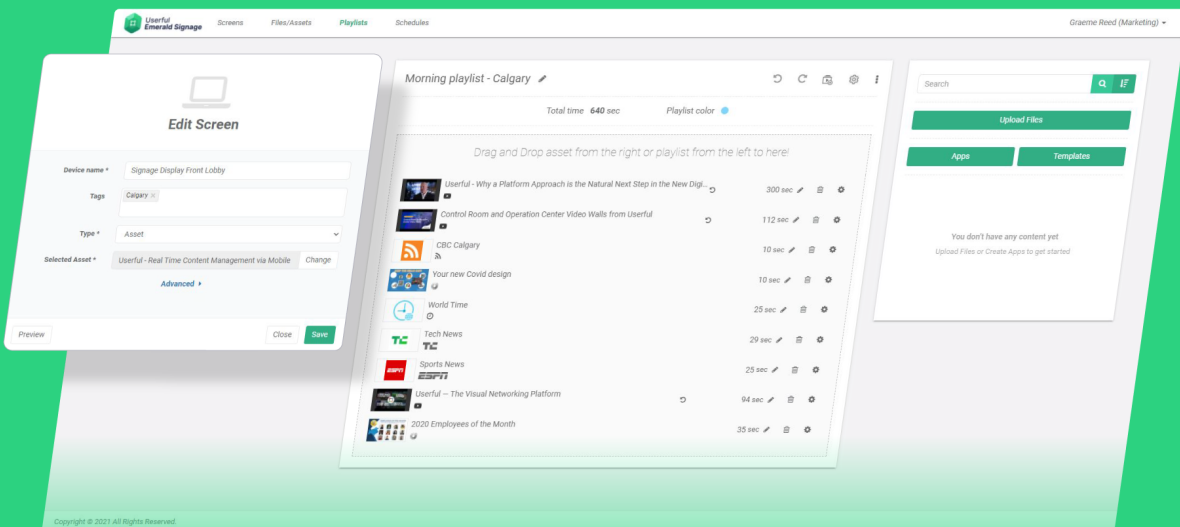 Userful
Emerald Signage
Screens
Files/Assets
Playlists
Schedules
Graeme Reed (Marketing)
Edit Screen
Device name *
Signage Display Front Lobby
Tags
Calgary ×
Type *
Asset
Selected Asset *
Userful - Real Time Content Management via Mobile
Change
Advanced
Preview
Close
Save
Morning playlist - Calgary
Total time 640 sec
Playlist color
Drag and Drop asset from the right or playlist from the left to here!
Userful - Why a Platform Approach is the Natural Next Step in the New Digi...
300 sec
Control Room and Operation Center Video Walls from Userful
112 sec
CBC Calgary
10 sec
Your new Covid design
10 sec
World Time
25 sec
TC
Tech News
TC
29 sec
ESPN
Sports News
ESPN
25 sec
Userful -- The Visual Networking Platform
94 sec
2020 Employees of the Month
35 sec
Search
Upload Files
Apps
Templates
You don't have any content yet
Upload Files or Create Apps to get started
Copyright © 2021 All Rights Reserved.